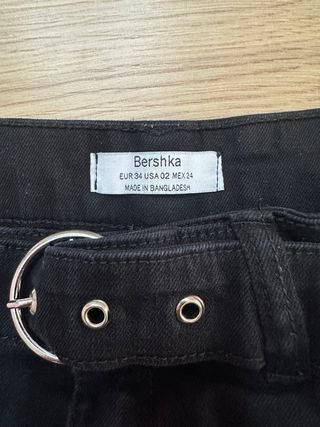 Bershka
EUR 34 USA 02 MEX 24
MADE IN BANGLADESH